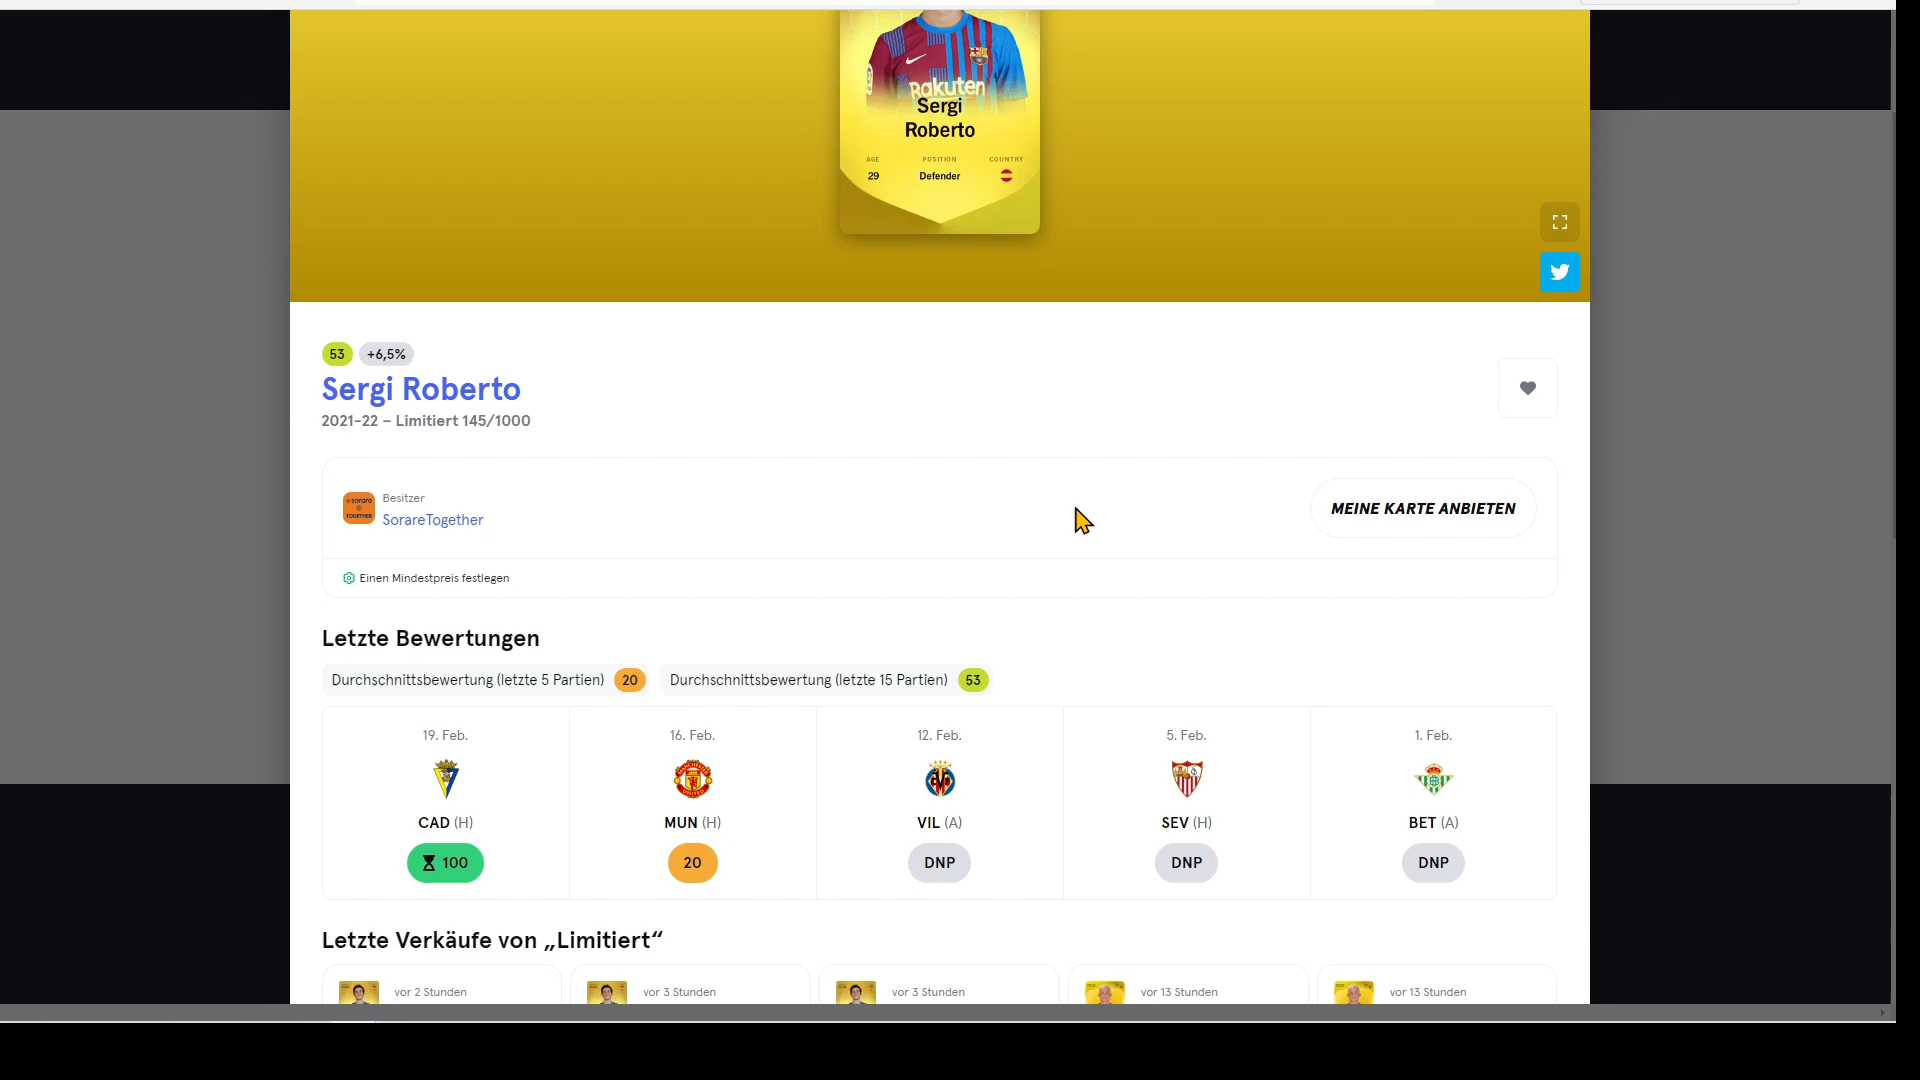 Rakuten
Sergi
Roberto
AGE POSITION COUNTRY
29 Defender
53 +6,5%
Sergi Roberto
2021-22 – Limitiert 145/1000
sorare
TOGETHER
Besitzer
SorareTogether
MEINE KARTE ANBIETEN
Einen Mindestpreis festlegen
Letzte Bewertungen
Durchschnittsbewertung (letzte 5 Partien) 20 Durchschnittsbewertung (letzte 15 Partien) 53
19. Feb. 16. Feb. 12. Feb. 5. Feb. 1. Feb.
CAD (H) MUN (H) VIL (A) SEV (H) BET (A)
100 20 DNP DNP DNP
Letzte Verkäufe von „Limitiert“
vor 2 Stunden vor 3 Stunden vor 3 Stunden vor 13 Stunden vor 13 Stunden